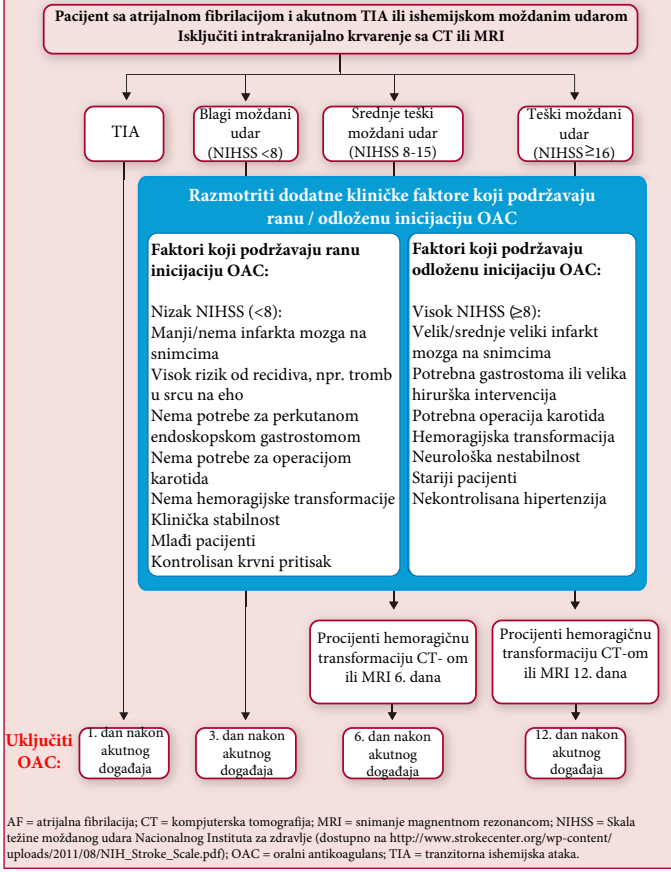 Pacijent sa atrijalnom fibrilacijom i akutnom TIA ili ishemijskom moždanim udarom
Isključiti intrakranijalno krvarenje sa CT ili MRI
TIA
Blagi moždani
udar
(NIHSS <8)
Srednje teški
moždani udar
(NIHSS 8-15)
Teški moždani
udar
(NIHSS≥16)
Razmotriti dodatne kliničke faktore koji podržavaju
ranu / odloženu inicijaciju OAC
Faktori koji podržavaju ranu
inicijaciju OAC:
Nizak NIHSS (<8):
Manji/nema infarkta mozga na
snimcima
Visok rizik od recidiva, npr. tromb
u srcu na eho
Nema potrebe za perkutanom
endoskopskom gastrostomom
Nema potrebe za operacijom
karotida
Nema hemoragijske transformacije
Klinička stabilnost
Mlađi pacijenti
Kontrolisan krvni pritisak
Faktori koji podržavaju
odloženu inicijaciju OAC:
Visok NIHSS (≥8):
Velik/srednje veliki infarkt
mozga na snimcima
Potrebna gastrostoma ili velika
hirurška intervencija
Potrebna operacija karotida
Hemoragijska transformacija
Neurološka nestabilnost
Stariji pacijenti
Nekontrolisana hipertenzija
Procijenti hemoragičnu
transformaciju CT- om
ili MRI 6. dana
Procijenti hemoragičnu
transformaciju CT-om
ili MRI 12. dana
Uključiti
OAC:
1. dan nakon
akutnog
događaja
3. dan nakon
akutnog
događaja
6. dan nakon
akutnog
događaja
12. dan nakon
akutnog
događaja
AF = atrijalna fibrilacija; CT = kompjuterska tomografija; MRI = snimanje magnentnom rezonancom; NIHSS = Skala
težine moždanog udara Nacionalnog Instituta za zdravlje (dostupno na http://www.strokecenter.org/wp-content/
uploads/2011/08/NIH_Stroke_Scale.pdf); OAC = oralni antikoagulans; TIA = tranzitorna ishemijska ataka.